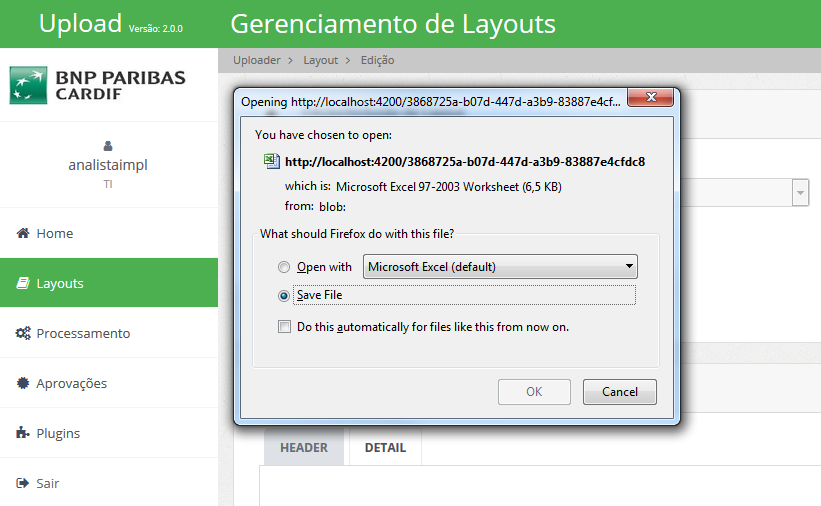 Upload Versão: 2.0.0
Gerenciamento de Layouts
BNP PARIBAS
CARDIF
Uploader > Layout > Edição
analistaimpl
TI
Home
Layouts
Processamento
Aprovações
Plugins
Sair
Opening http://localhost:4200/3868725a-b07d-447d-a3b9-83887e4cf...
You have chosen to open:
http://localhost:4200/3868725a-b07d-447d-a3b9-83887e4cfdc8
which is: Microsoft Excel 97-2003 Worksheet (6,5 KB)
from: blob:
What should Firefox do with this file?
Open with Microsoft Excel (default)
Save File
Do this automatically for files like this from now on.
OK Cancel
HEADER DETAIL